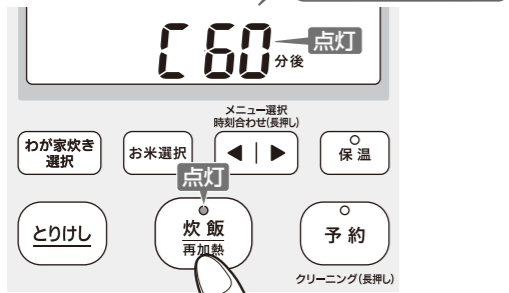 C 60
分後
点灯
メニュー選択
時刻合わせ(長押し)
わが家炊き
選択
お米選択
保温
点灯
とりけし
炊飯
再加熱
予約
クリーニング(長押し)